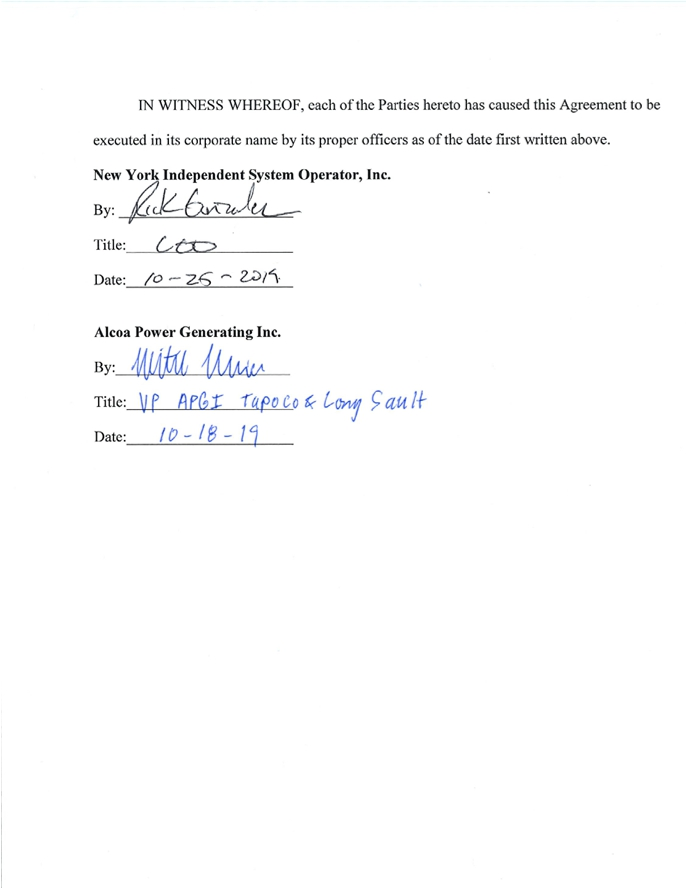 IN WITNESS WHEREOF, each of the Parties hereto has caused this Agreement to be
executed in its corporate name by its proper officers as of the date first written above.
New York Independent System Operator, Inc.
By: Rick Gonzales
Title: COO
Date: 10-25-2019
Alcoa Power Generating Inc.
By:
Title: VP APGI Tapoco & Long Sault
Date: 10-18-19